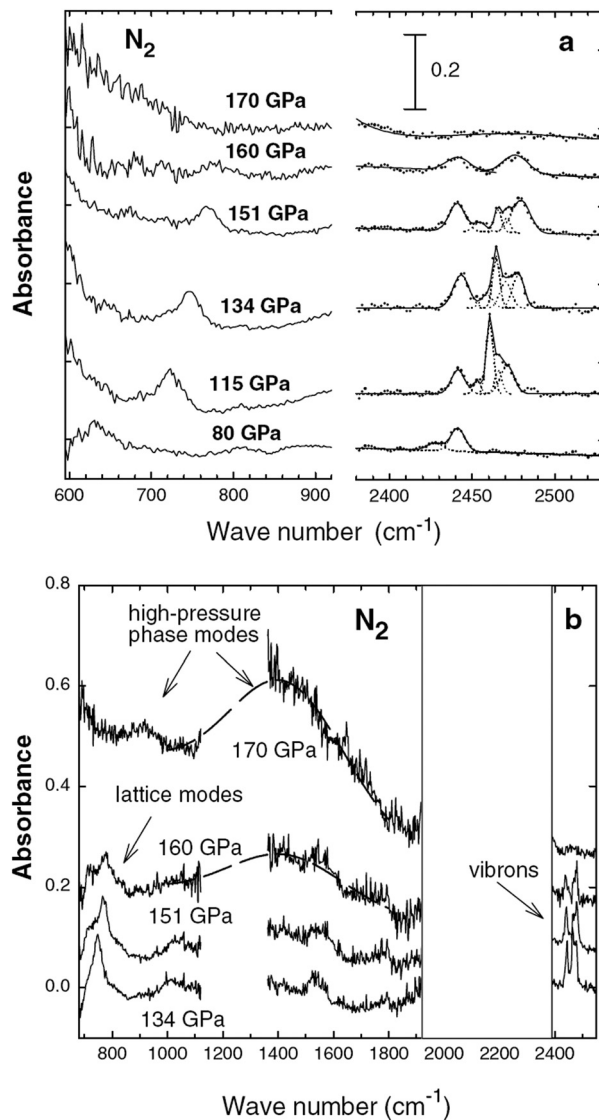 N2
a
0.2
170 GPa
160 GPa
151 GPa
134 GPa
115 GPa
80 GPa
Absorbance
600 700 800 900 2400 2450 2500
Wave number (cm-1)
0.8
N2
b
high-pressure
phase modes
0.6
170 GPa
0.4
lattice modes
160 GPa
vibrons
0.2
151 GPa
0.0
134 GPa
Absorbance
800 1000 1200 1400 1600 1800 2000 2200 2400
Wave number (cm-1)